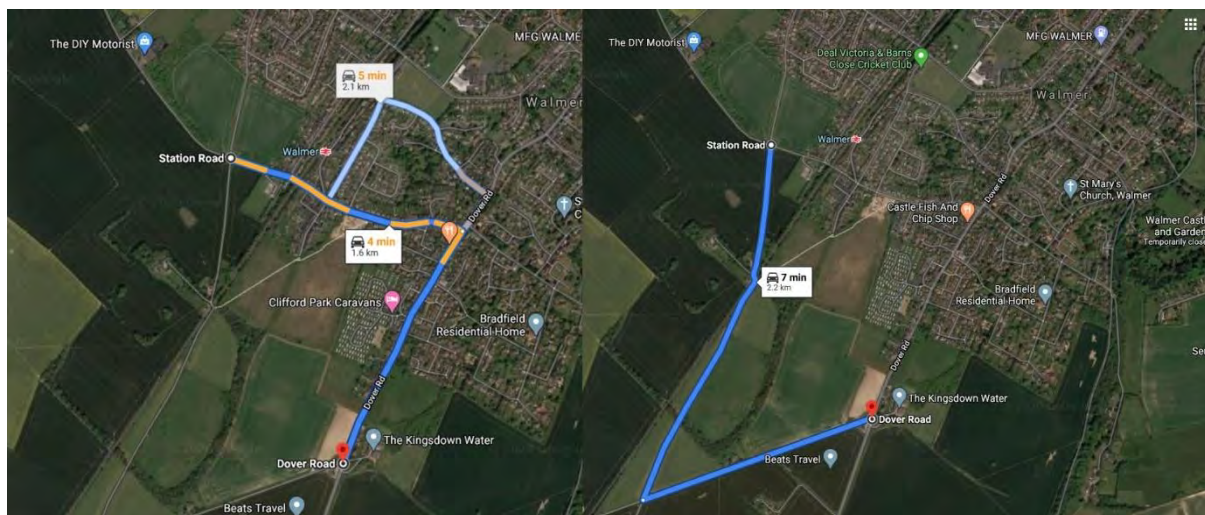 The DIY Motorist
MFG WALMER
5 min
2.1 km
Walmer
Station Road
Walmer
Dover Rd
4 min
1.6 km
Clifford Park Caravans
Bradfield
Residential Home
Dover Rd
The Kingsdown Water
Dover Road
Beats Travel
The DIY Motorist
MFG WALMER
Deal Victoria & Barns
Close Cricket Club
Walmer
Station Road
Walmer
Dover Rd
St Mary's
Church, Walmer
Castle Fish And
Chip Shop
Walmer Castl
and Garden
Temporarily close
7 min
2.2 km
Bradfield
Residential Home
Dover Rd
The Kingsdown Water
Dover Road
Beats Travel